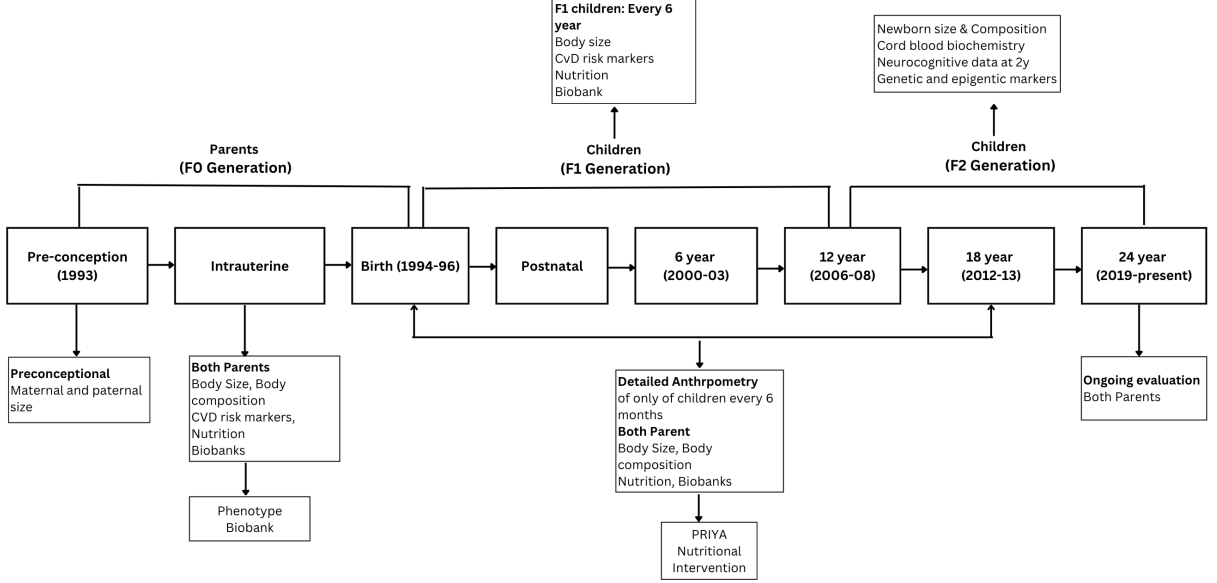 F1 children: Every 6
year
Body size
CvD risk markers
Nutrition
Biobank
Newborn size & Composition
Cord blood biochemistry
Neurocognitive data at 2y
Genetic and epigentic markers
Parents
(F0 Generation)
Children
(F1 Generation)
Children
(F2 Generation)
Pre-conception
(1993)
Intrauterine
Birth (1994-96)
Postnatal
6 year
(2000-03)
12 year
(2006-08)
18 year
(2012-13)
24 year
(2019-present)
Preconceptional
Maternal and paternal
size
Both Parents
Body Size, Body
composition
CVD risk markers,
Nutrition
Biobanks
Phenotype
Biobank
Detailed Anthrpometry
of only of children every 6
months
Both Parent
Body Size, Body
composition
Nutrition, Biobanks
PRIYA
Nutritional
Intervention
Ongoing evaluation
Both Parents